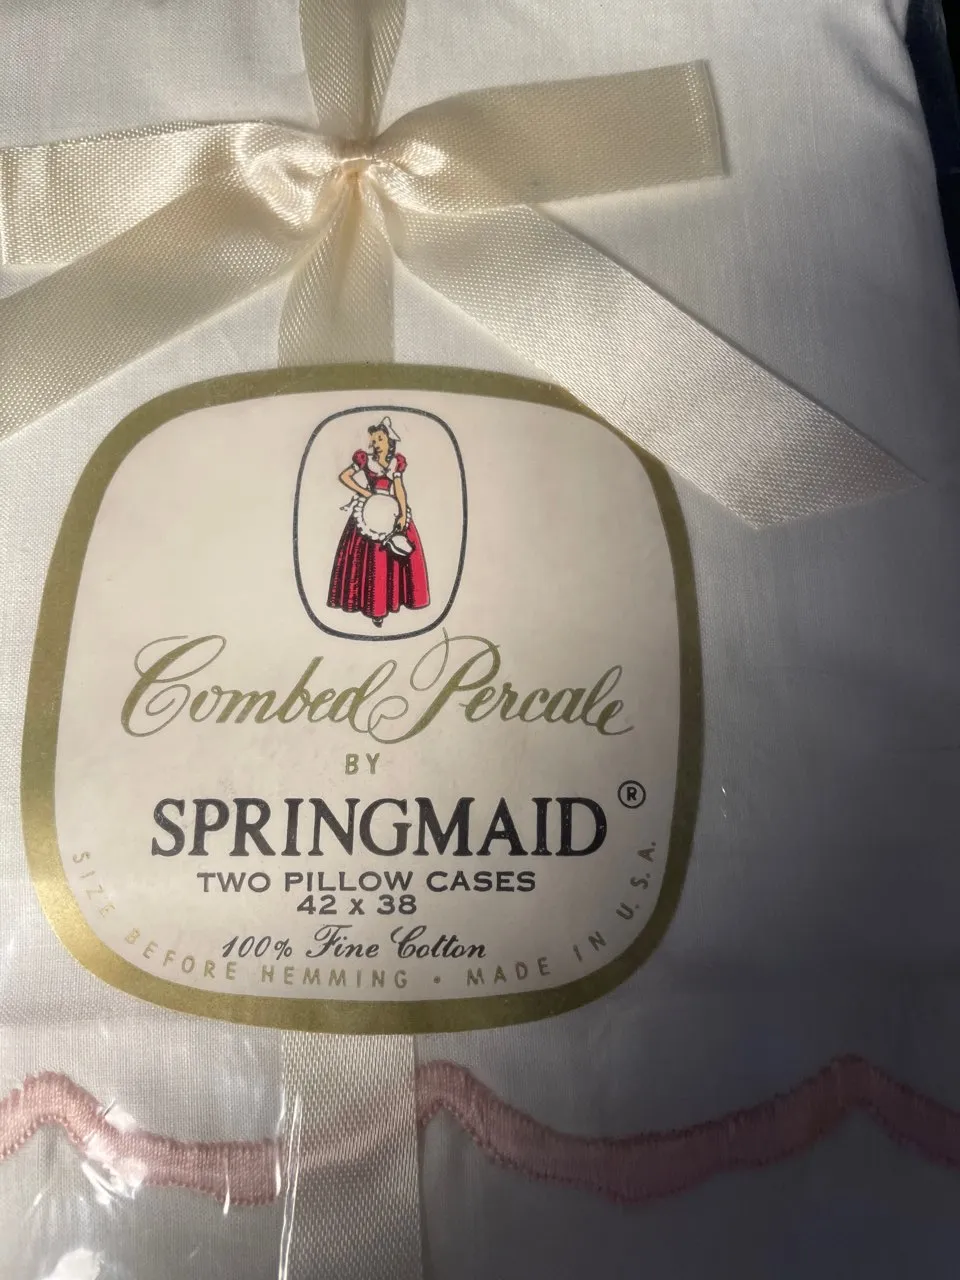 Combed Percale
BY
SPRINGMAID®
TWO PILLOW CASES
42 x 38
100% Fine Cotton
SIZE BEFORE HEMMING • MADE IN U.S.A.